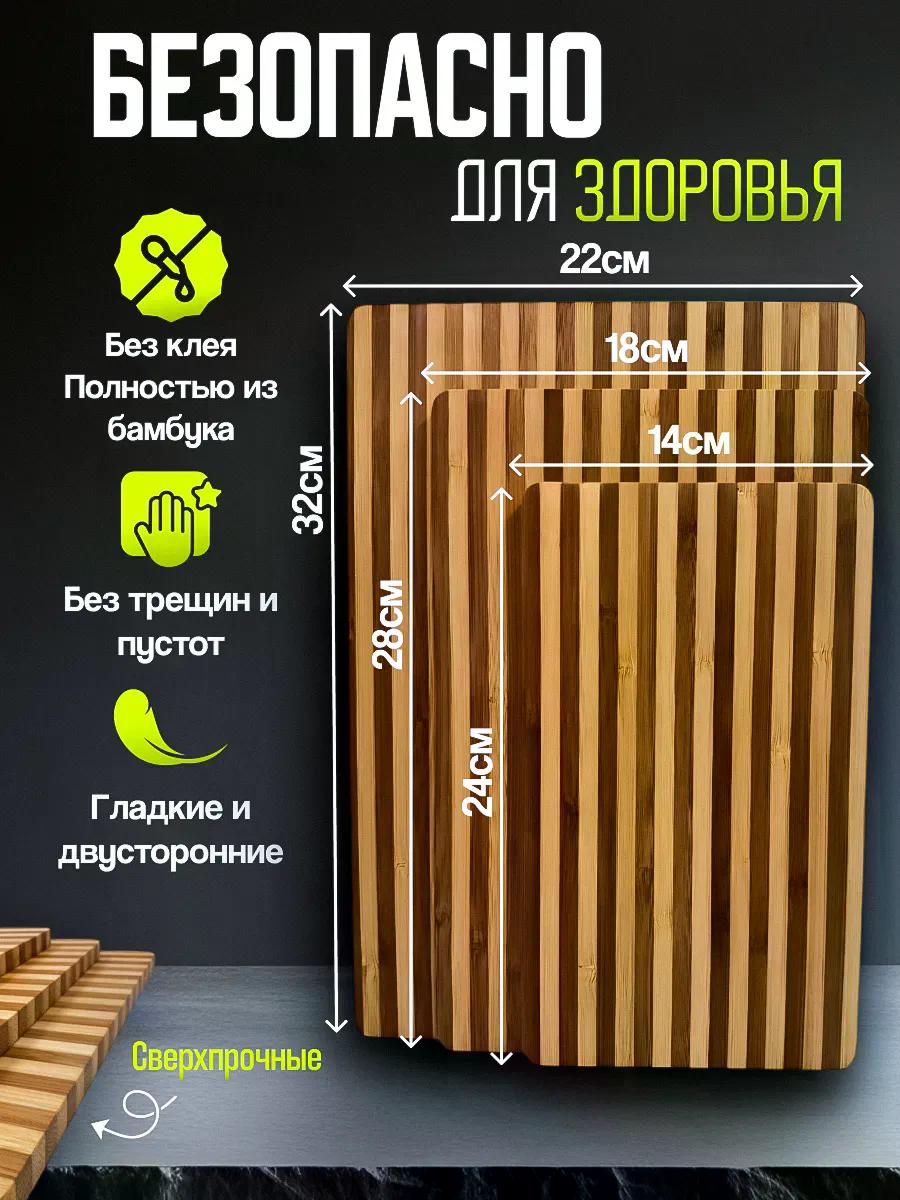 БЕЗОПАСНО
ДЛЯ ЗДОРОВЬЯ
22см
18см
14см
32см
28см
24см
Без клея
Полностью из
бамбука
Без трещин и
пустот
Гладкие и
двусторонние
Сверхпрочные